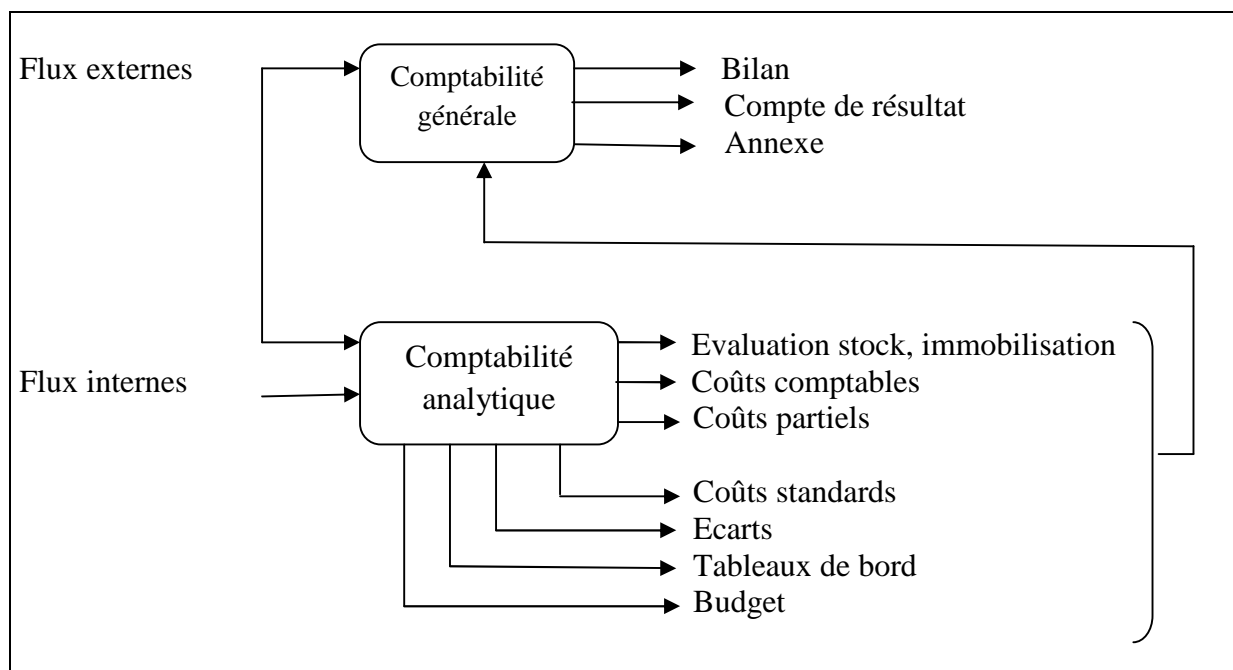 Flux externes
Comptabilité
générale
Bilan
Compte de résultat
Annexe
Flux internes
Comptabilité
analytique
Evaluation stock, immobilisation
Coûts comptables
Coûts partiels
Coûts standards
Ecarts
Tableaux de bord
Budget